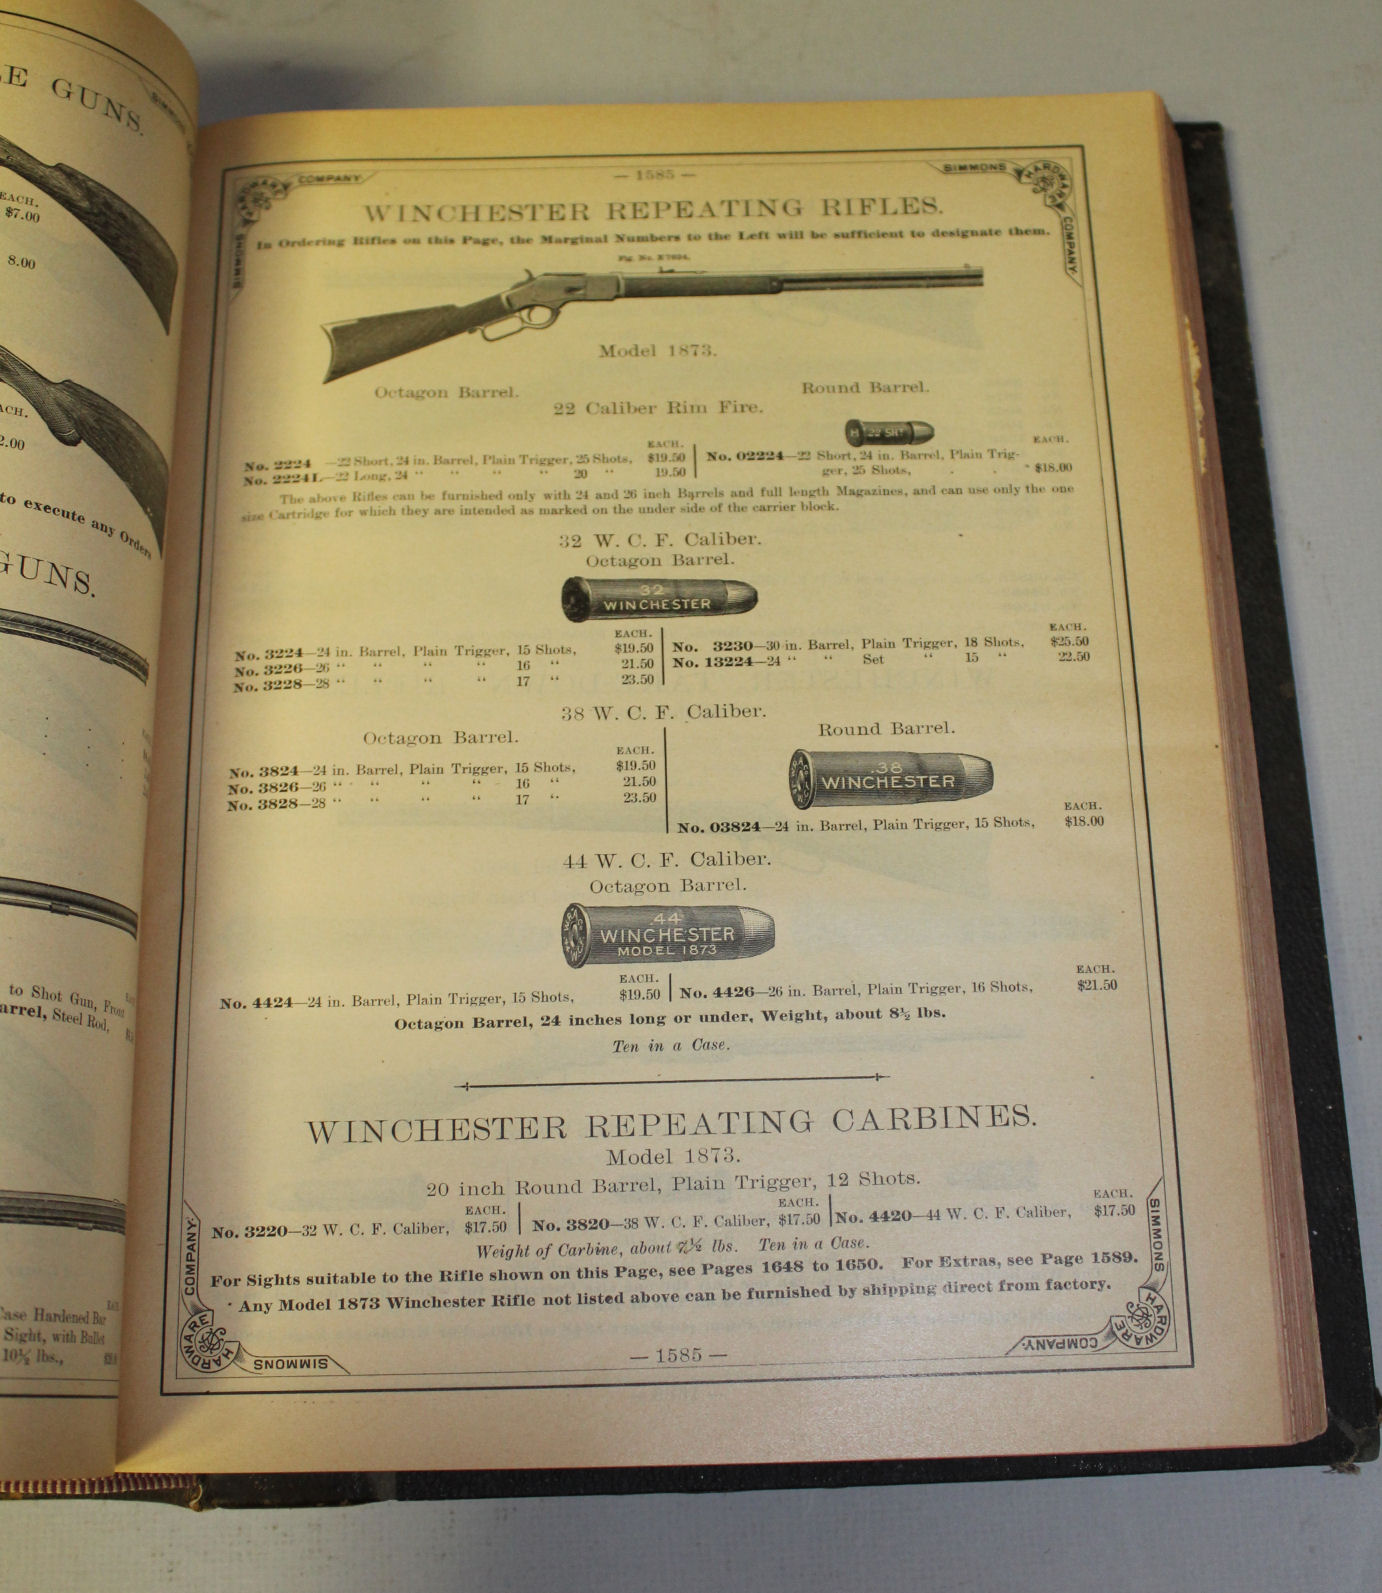 LE GUNS.
SIMMONS
EACH.
$7.00
8.00
ACH.
2.00
to execute any Orders
GUNS.
to Shot Gun, Front
arrel, Steel Rod,
Case Hardened Bar
Sight, with Bullet
10½ lbs.,
HARDWARE COMPANY
SIMMONS
— 1585 —
SIMMONS HARDWARE
COMPANY.
WINCHESTER REPEATING RIFLES.
In Ordering Rifles on this Page, the Marginal Numbers to the Left will be sufficient to designate them.
Fig. No.
Model 1873.
Octagon Barrel. Round Barrel.
22 Caliber Rim Fire.
H 22 SHT
EACH. EACH.
No. 2224 —22 Short, 24 in. Barrel, Plain Trigger, 25 Shots, $19.50
No. 2224L—22 Long, 24 “ “ “ “ 20 “ 19.50
No. 02224—22 Short, 24 in. Barrel, Plain Trig-
ger, 25 Shots, . . $18.00
The above Rifles can be furnished only with 24 and 26 inch Barrels and full length Magazines, and can use only the one
size Cartridge for which they are intended as marked on the under side of the carrier block.
32 W. C. F. Caliber.
Octagon Barrel.
32
WINCHESTER
EACH. EACH.
No. 3224—24 in. Barrel, Plain Trigger, 15 Shots, $19.50
No. 3226—26 “ “ “ “ 16 “ 21.50
No. 3228—28 “ “ “ “ 17 “ 23.50
No. 3230—30 in. Barrel, Plain Trigger, 18 Shots, $25.50
No. 13224—24 “ “ Set “ 15 “ 22.50
38 W. C. F. Caliber.
Octagon Barrel.
EACH.
No. 3824—24 in. Barrel, Plain Trigger, 15 Shots, $19.50
No. 3826—26 “ “ “ “ 16 “ 21.50
No. 3828—28 “ “ “ “ 17 “ 23.50
Round Barrel.
W.R.A.Co.
.38
WINCHESTER
EACH.
No. 03824—24 in. Barrel, Plain Trigger, 15 Shots, $18.00
44 W. C. F. Caliber.
Octagon Barrel.
W.R.A.Co.
.44
WINCHESTER
MODEL 1873
EACH. EACH.
No. 4424—24 in. Barrel, Plain Trigger, 15 Shots, $19.50
No. 4426—26 in. Barrel, Plain Trigger, 16 Shots, $21.50
Octagon Barrel, 24 inches long or under, Weight, about 8½ lbs.
Ten in a Case.
WINCHESTER REPEATING CARBINES.
Model 1873.
20 inch Round Barrel, Plain Trigger, 12 Shots.
EACH. EACH. EACH.
No. 3220—32 W. C. F. Caliber, $17.50
No. 3820—38 W. C. F. Caliber, $17.50
No. 4420—44 W. C. F. Caliber, $17.50
Weight of Carbine, about 7½ lbs. Ten in a Case.
For Sights suitable to the Rifle shown on this Page, see Pages 1648 to 1650. For Extras, see Page 1589.
Any Model 1873 Winchester Rifle not listed above can be furnished by shipping direct from factory.
COMPANY.
HARDWARE
SIMMONS
— 1585 —
SIMMONS
HARDWARE
COMPANY.